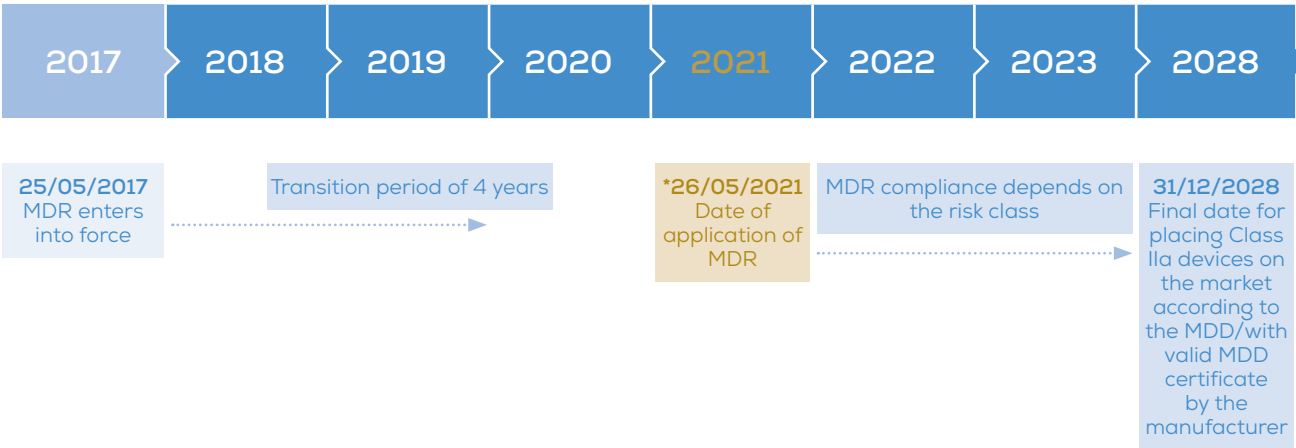 2017
2018
2019
2020
2021
2022
2023
2028
25/05/2017
MDR enters
into force
Transition period of 4 years
*26/05/2021
Date of
application of
MDR
MDR compliance depends on
the risk class
31/12/2028
Final date for
placing Class
IIa devices on
the market
according to
the MDD/with
valid MDD
certificate
by the
manufacturer